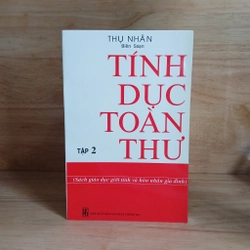 THỤ NHÂN
Biên Soạn
TÍNH
DỤC
TOÀN
THƯ
TẬP 2
(Sách giáo dục giới tính và hôn nhân gia đình)